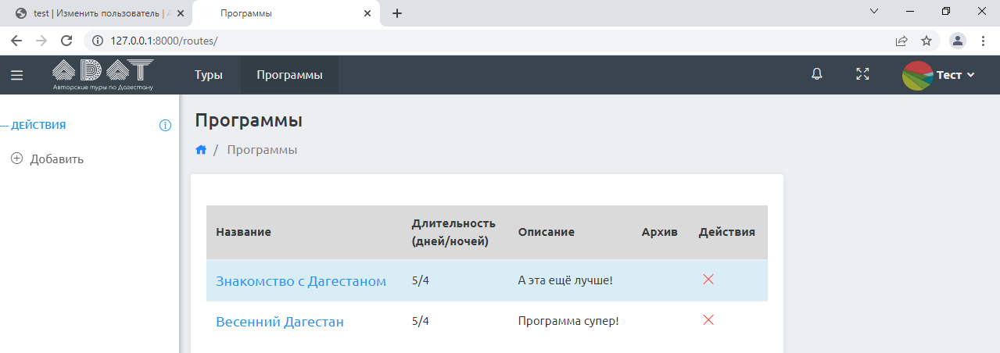 test | Изменить пользователь |
Программы
127.0.0.1:8000/routes/
АДАТ
Авторские туры по Дагестану
Туры
Программы
Тест
ДЕЙСТВИЯ
Добавить
Программы
/ Программы
Название
Длительность
(дней/ночей)
Описание
Архив
Действия
Знакомство с Дагестаном
5/4
А эта ещё лучше!
Весенний Дагестан
5/4
Программа супер!